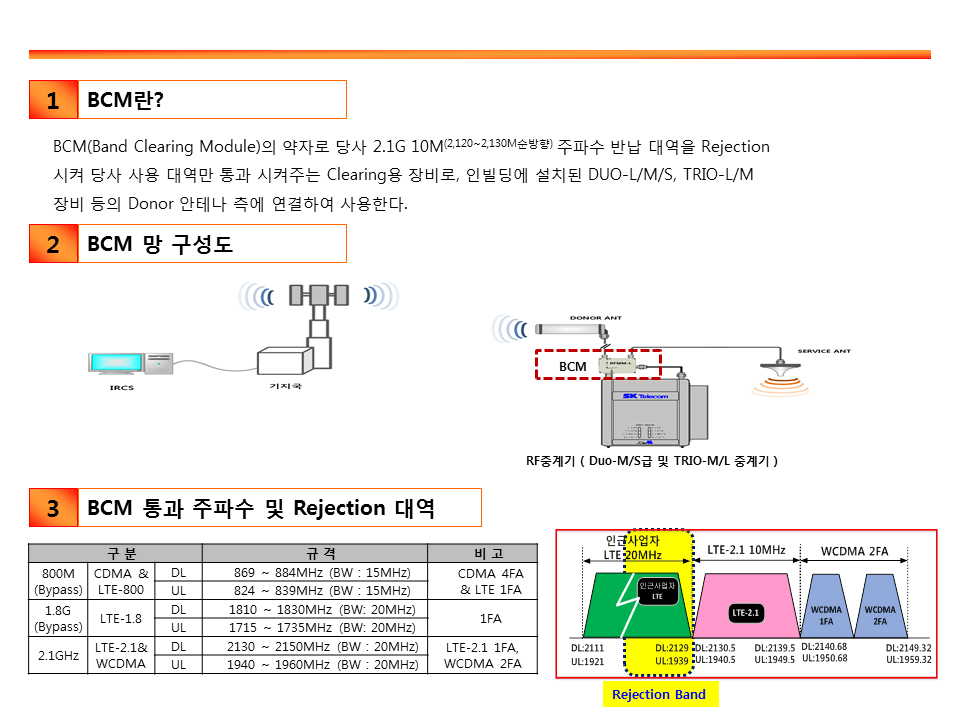 1 BCM란?
BCM(Band Clearing Module)의 약자로 당사 2.1G 10M(2,120~2,130M순방향) 주파수 반납 대역을 Rejection
시켜 당사 사용 대역만 통과 시켜주는 Clearing용 장비로, 인빌딩에 설치된 DUO-L/M/S, TRIO-L/M
장비 등의 Donor 안테나 측에 연결하여 사용한다.
2 BCM 망 구성도
DONOR ANT
SERVICE ANT
BCM
IRCS
기지국
SK Telecom
RF중계기 ( Duo-M/S급 및 TRIO-M/L 중계기 )
3 BCM 통과 주파수 및 Rejection 대역
구 분 규 격 비 고
800M (Bypass) CDMA & LTE-800 DL 869 ~ 884MHz (BW : 15MHz) CDMA 4FA & LTE 1FA
UL 824 ~ 839MHz (BW : 15MHz)
1.8G (Bypass) LTE-1.8 DL 1810 ~ 1830MHz (BW: 20MHz) 1FA
UL 1715 ~ 1735MHz (BW: 20MHz)
2.1GHz LTE-2.1& WCDMA DL 2130 ~ 2150MHz (BW : 20MHz) LTE-2.1 1FA, WCDMA 2FA
UL 1940 ~ 1960MHz (BW : 20MHz)
인근사업자
LTE 20MHz
LTE-2.1 10MHz
WCDMA 2FA
인근사업자
LTE
LTE-2.1
WCDMA
1FA
WCDMA
2FA
DL:2111 DL:2129 DL:2130.5 DL:2139.5 DL:2140.68 DL:2149.32
UL:1921 UL:1939 UL:1940.5 UL:1949.5 UL:1950.68 UL:1959.32
Rejection Band